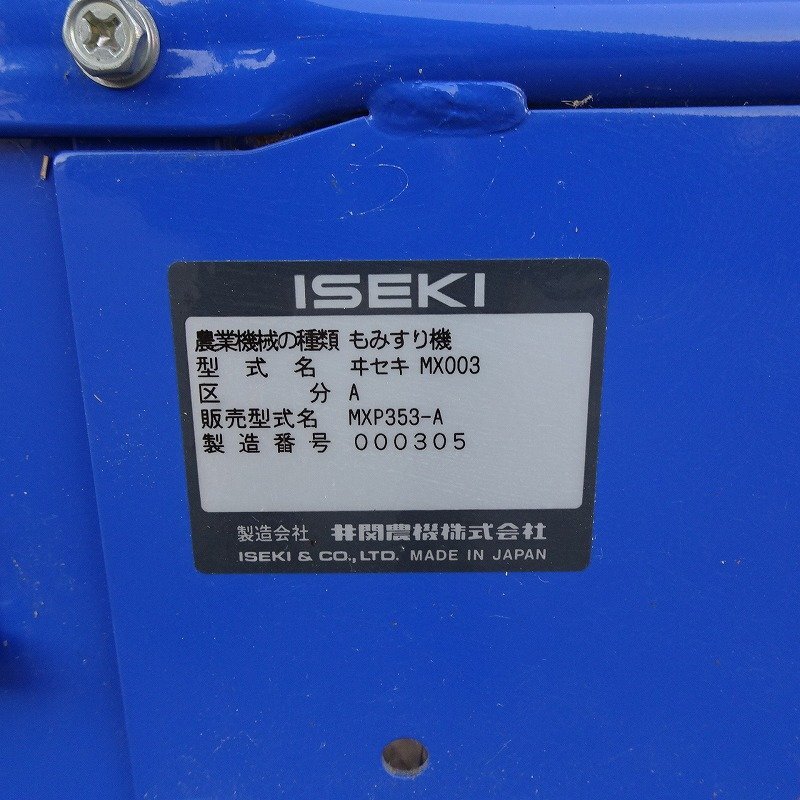 ISEKI
農業機械の種類 もみすり機
型式名 ヰセキ MX003
区分 A
販売型式名 MXP353-A
製造番号 000305
製造会社 井関農機株式会社
ISEKI & CO.,LTD. MADE IN JAPAN